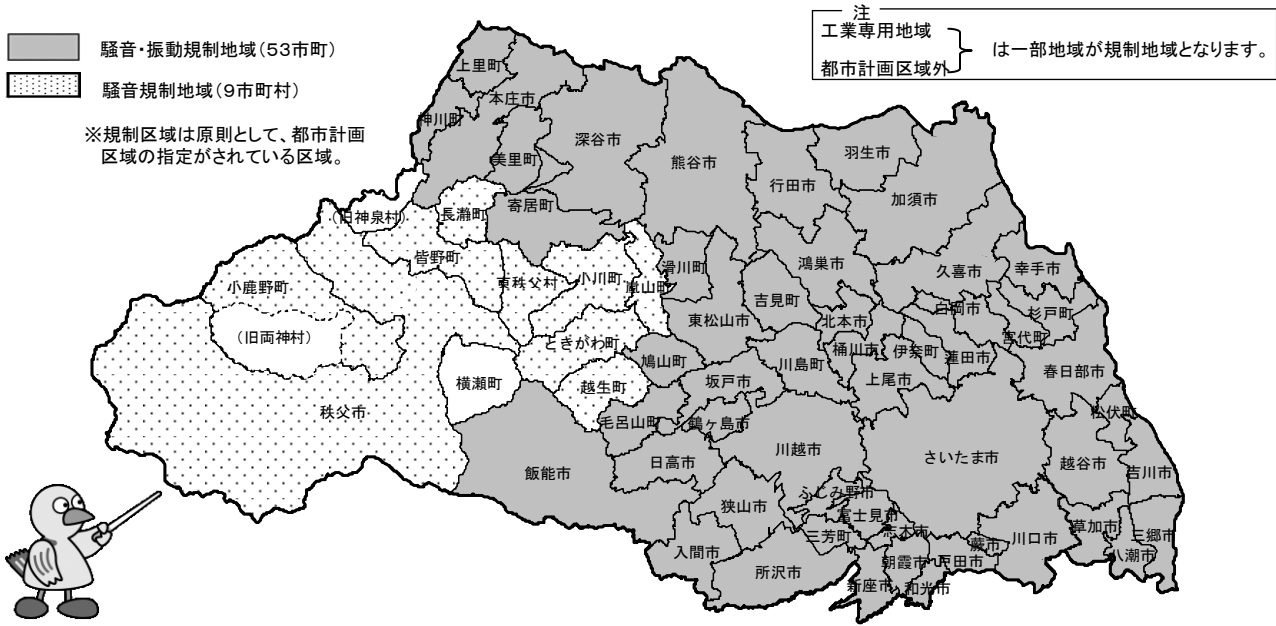 騒音・振動規制地域(53市町)
騒音規制地域(9市町村)
※規制区域は原則として、都市計画
区域の指定がされている区域。
注
工業専用地域
都市計画区域外
は一部地域が規制地域となります。
上里町
本庄市
神川町
美里町
深谷市
熊谷市
行田市
羽生市
加須市
(旧神泉村)
長瀞町
寄居町
皆野町
東秩父村
小川町
嵐山町
滑川町
鴻巣市
久喜市
幸手市
小鹿野町
吉見町
東松山市
北本市
白岡市
杉戸町
宮代町
(旧両神村)
ときがわ町
鳩山町
川島町
桶川市
伊奈町
蓮田市
春日部市
横瀬町
越生町
坂戸市
上尾市
秩父市
毛呂山町
鶴ヶ島市
松伏町
飯能市
日高市
川越市
さいたま市
越谷市
吉川市
狭山市
ふじみ野市
富士見市
三芳町
志木市
入間市
所沢市
朝霞市
新座市
和光市
戸田市
蕨市
川口市
草加市
八潮市
三郷市